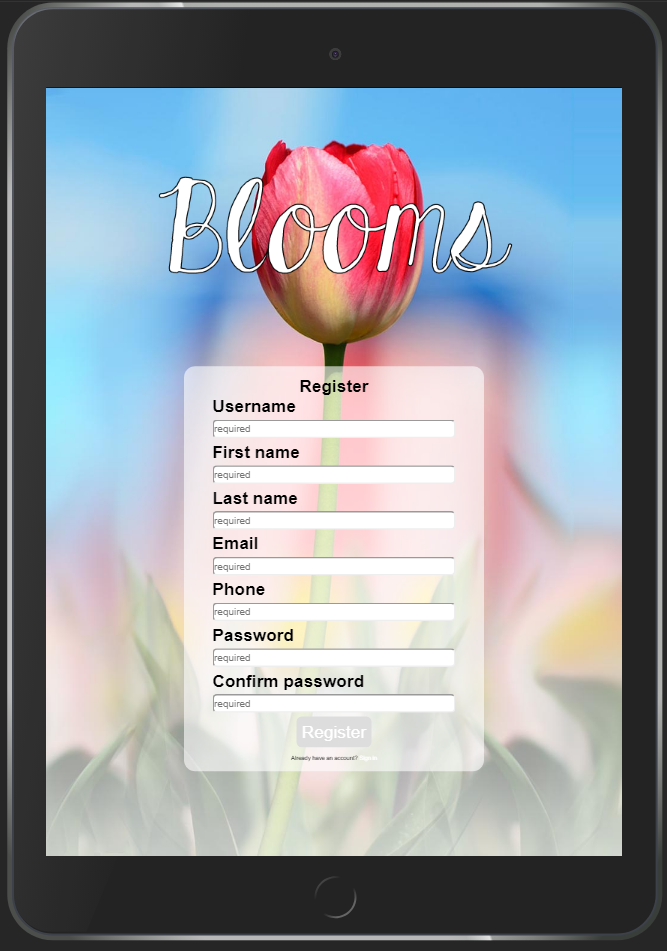 Blooms
Register
Username
required
First name
required
Last name
required
Email
required
Phone
required
Password
required
Confirm password
required
Register
Already have an account? Sign in